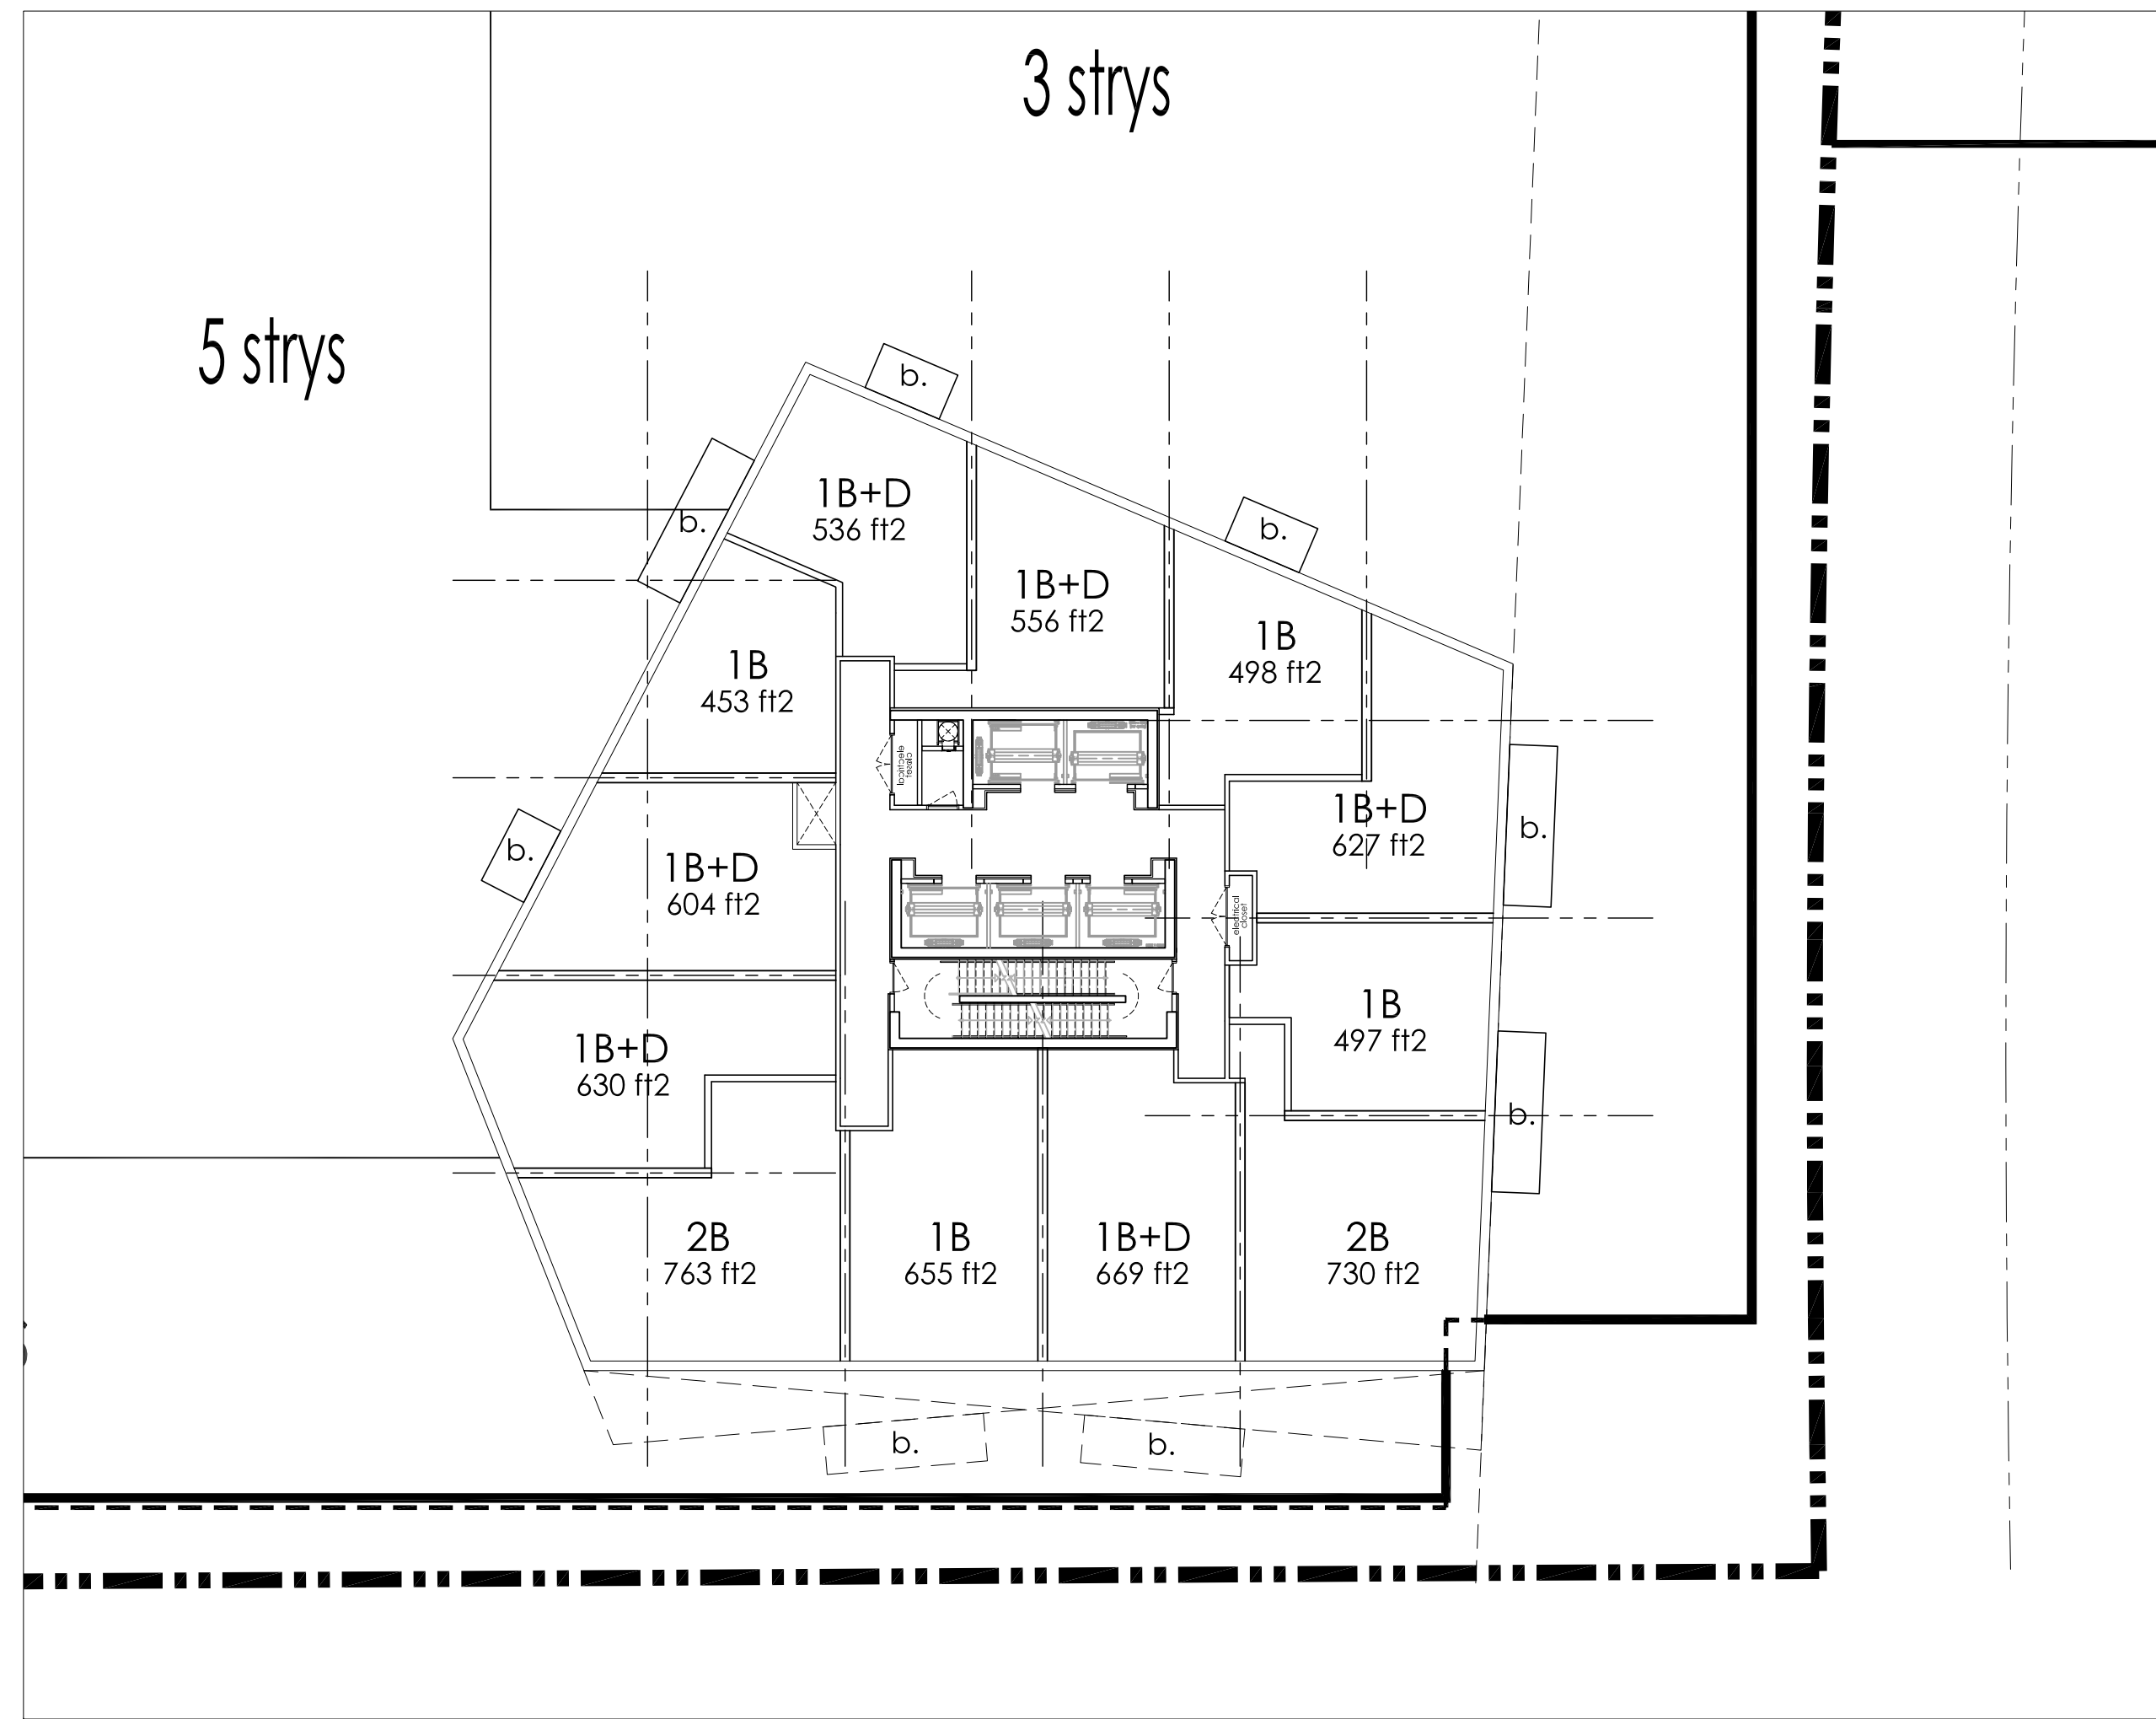 3 strys
5 strys
b.
b.
1B+D
536 ft2
b.
1B+D
556 ft2
1B
498 ft2
1B
453 ft2
electrical
closet
1B+D
627 ft2
b.
b.
1B+D
604 ft2
electrical
closet
1B
497 ft2
1B+D
630 ft2
b.
2B
763 ft2
1B
655 ft2
1B+D
669 ft2
2B
730 ft2
b.
b.